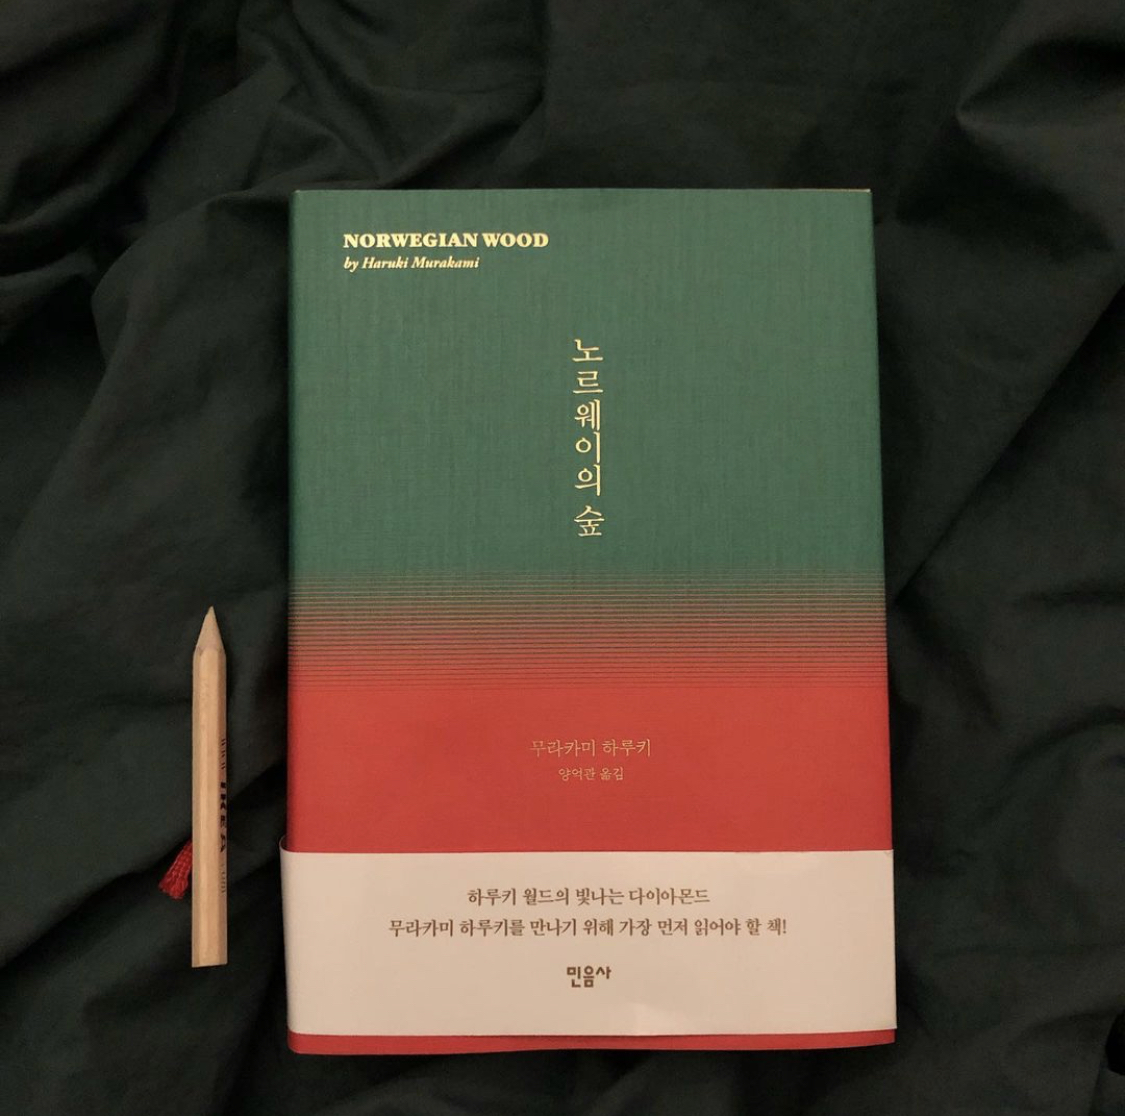 NORWEGIAN WOOD
by Haruki Murakami
노르웨이의 숲
무라카미 하루키
양억관 옮김
하루키 월드의 빛나는 다이아몬드
무라카미 하루키를 만나기 위해 가장 먼저 읽어야 할 책!
민음사